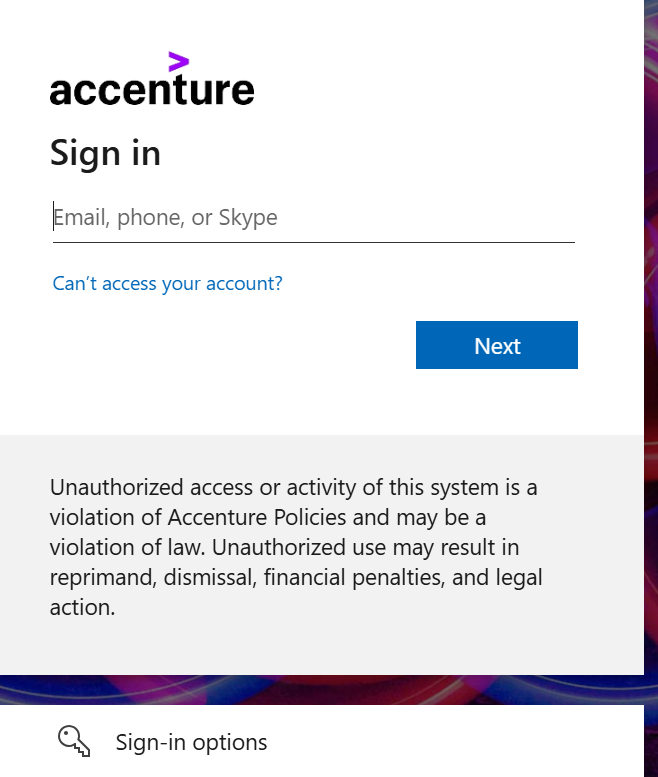 accenture
Sign in
Email, phone, or Skype
Can’t access your account?
Next
Unauthorized access or activity of this system is a
violation of Accenture Policies and may be a
violation of law. Unauthorized use may result in
reprimand, dismissal, financial penalties, and legal
action.
Sign-in options